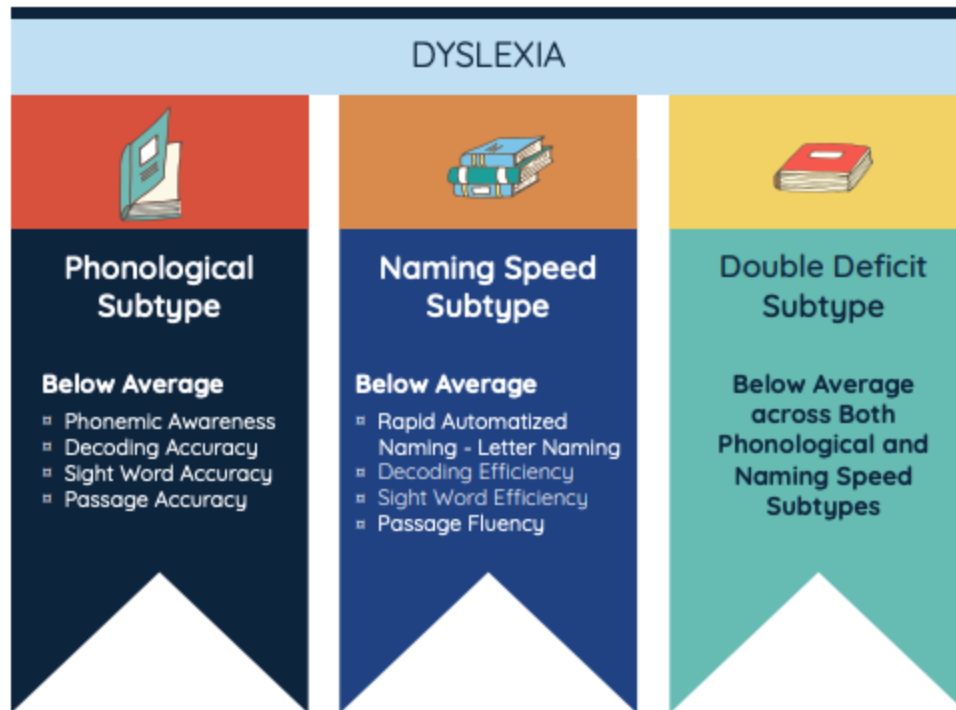 DYSLEXIA
Phonological
Subtype
Below Average
¤ Phonemic Awareness
¤ Decoding Accuracy
¤ Sight Word Accuracy
¤ Passage Accuracy
Naming Speed
Subtype
Below Average
¤ Rapid Automatized
Naming - Letter Naming
¤ Decoding Efficiency
¤ Sight Word Efficiency
¤ Passage Fluency
Double Deficit
Subtype
Below Average
across Both
Phonological and
Naming Speed
Subtypes